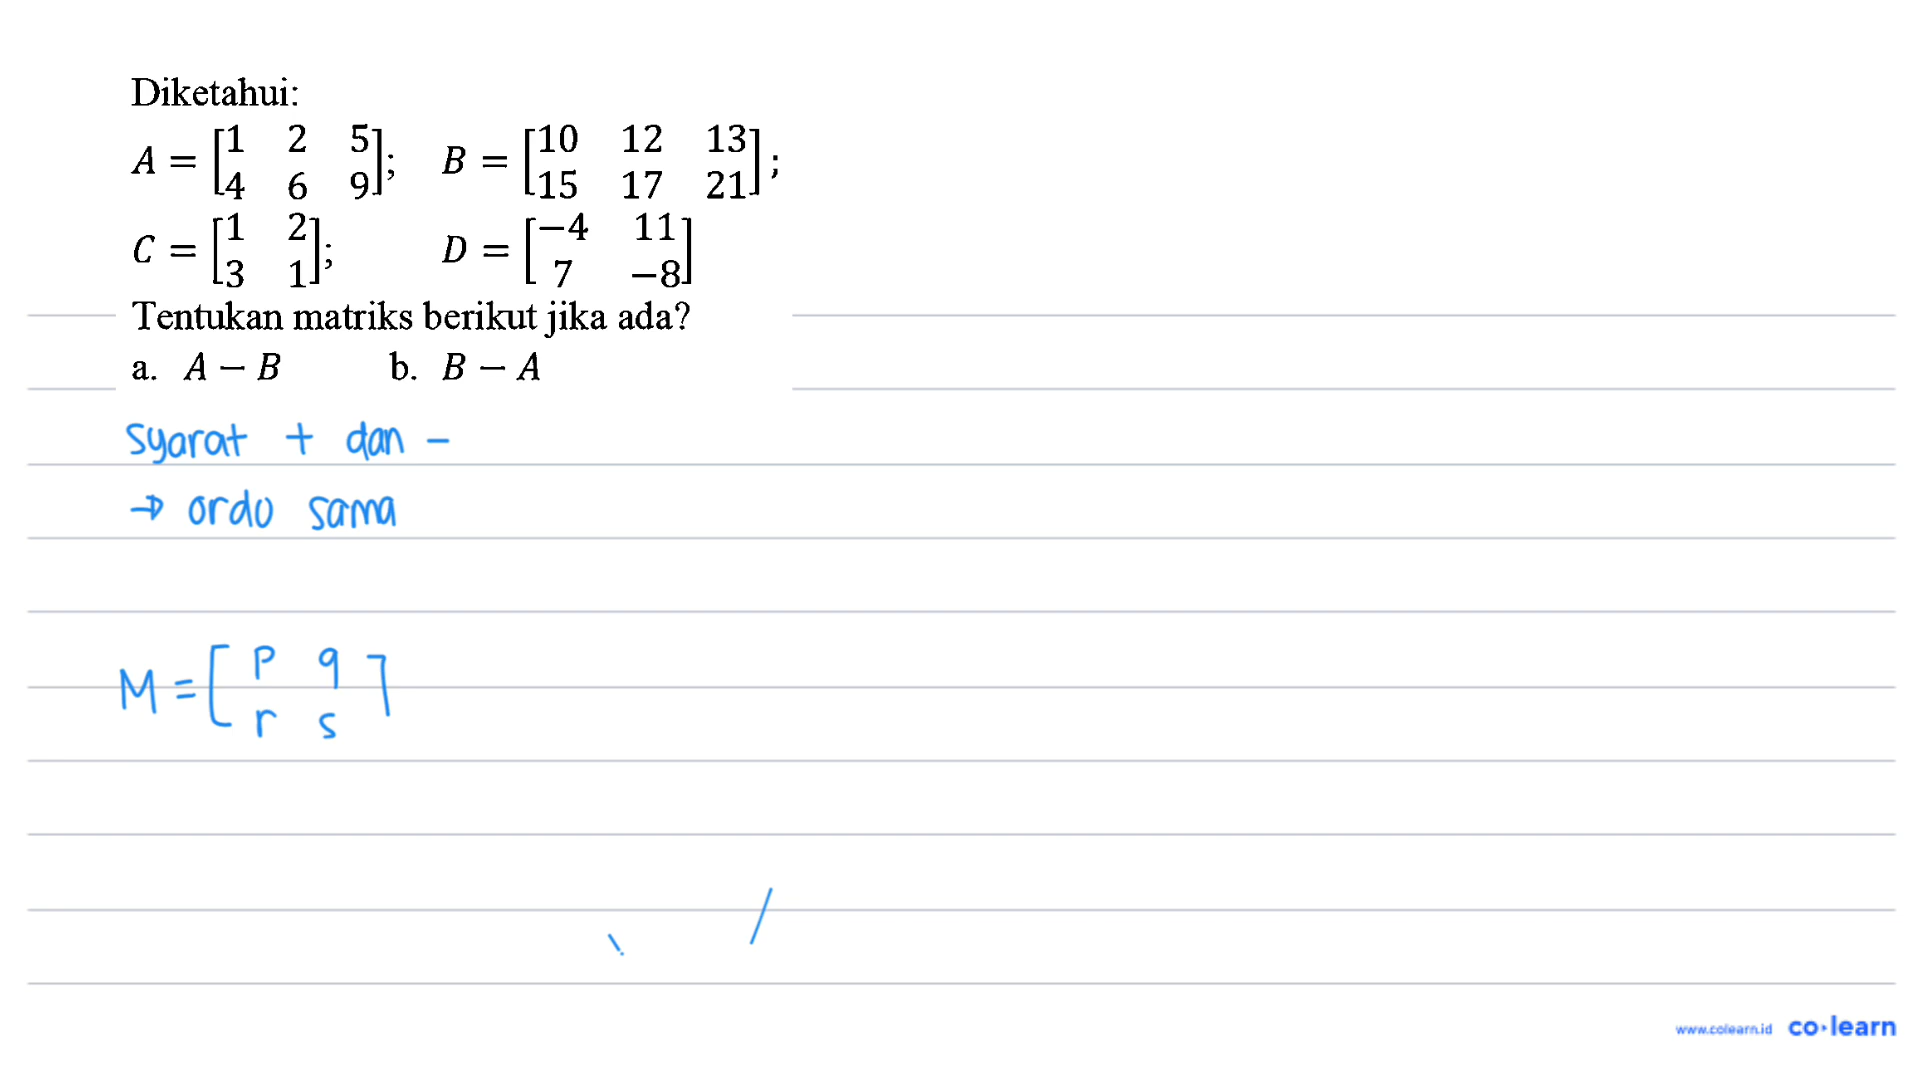 Diketahui:
A = [1 2 5; 4 6 9]; B = [10 12 13; 15 17 21];
C = [1 2; 3 1]; D = [-4 11; 7 -8]
Tentukan matriks berikut jika ada?
a. A - B b. B - A
Syarat + dan -
→ ordo sama
M = [p q; r s]
www.colearn.id co·learn